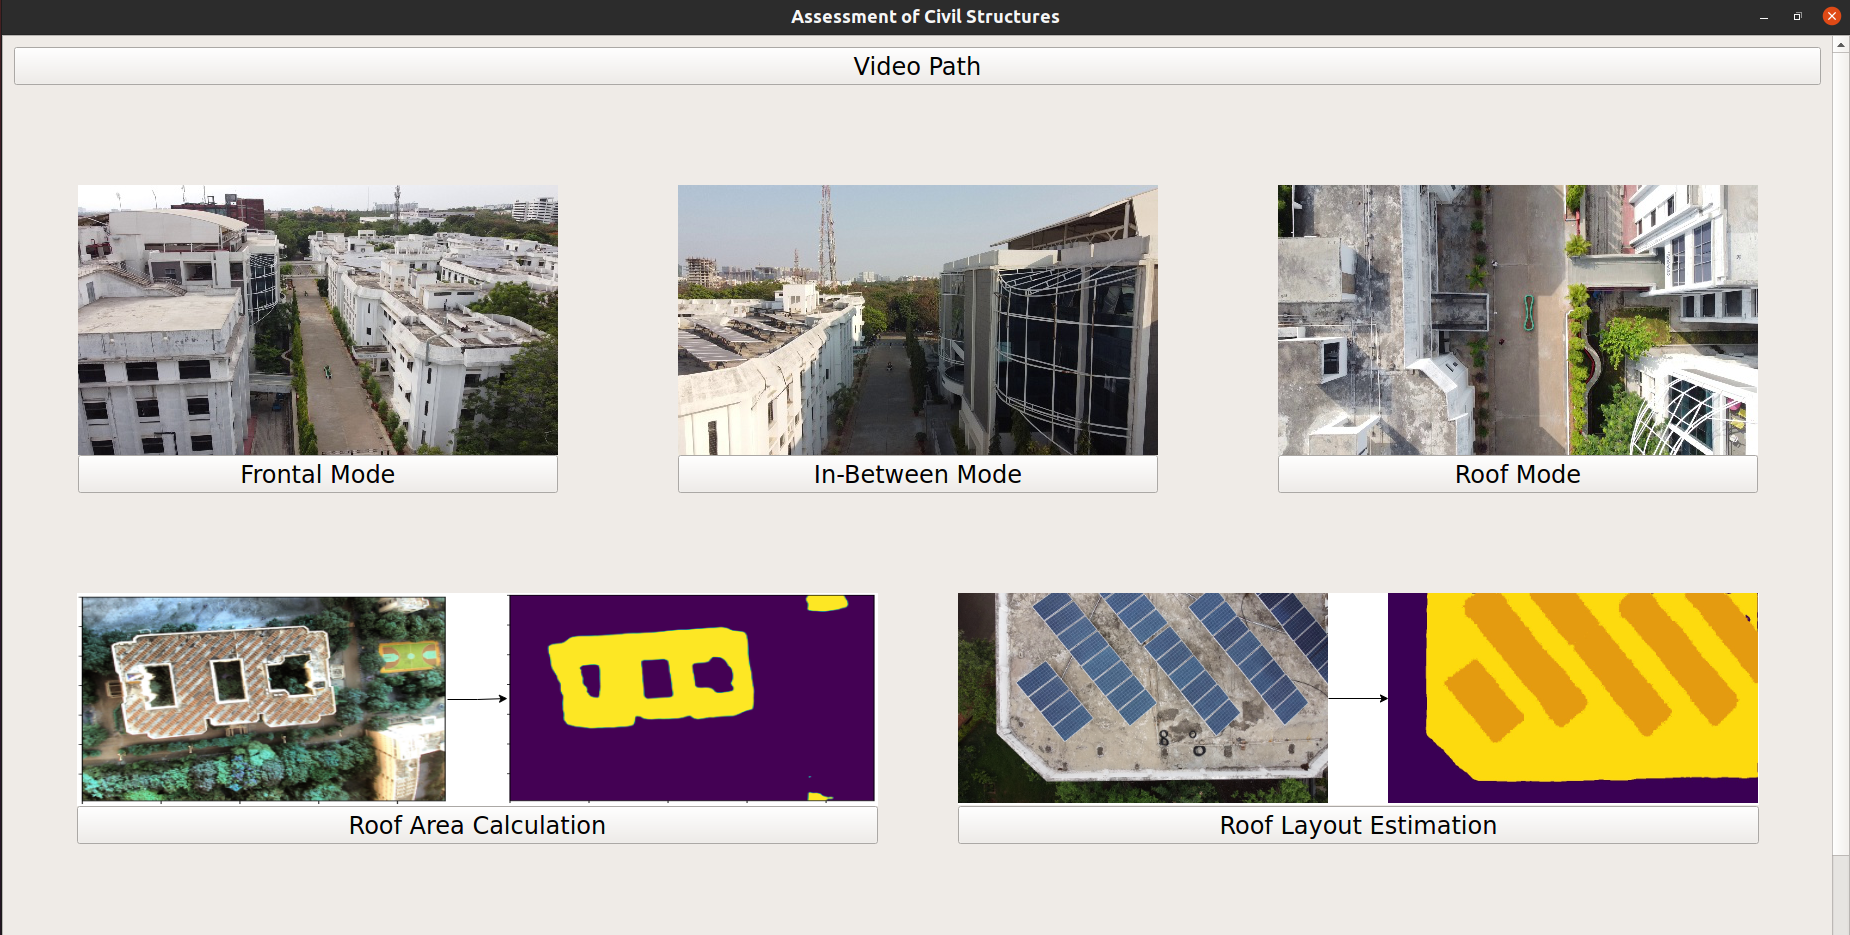 Assessment of Civil Structures
Video Path
Frontal Mode
In-Between Mode
Roof Mode
8
Roof Area Calculation
Roof Layout Estimation